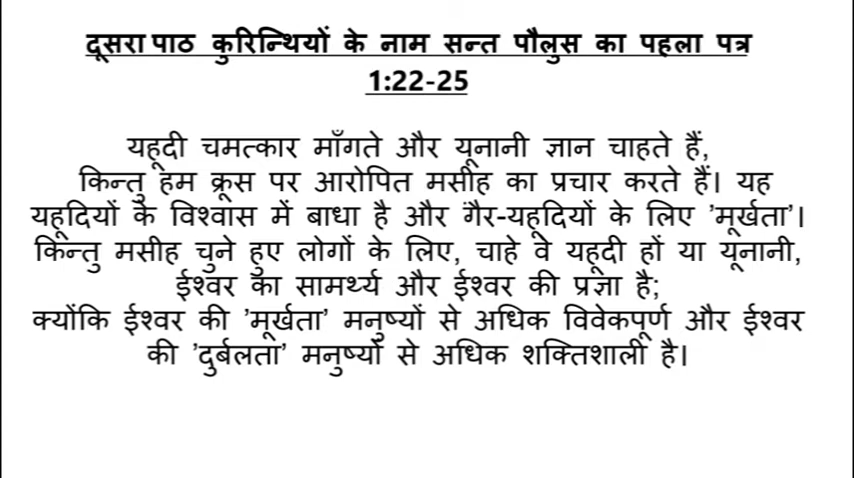 दूसरा पाठ कुरिन्थियों के नाम सन्त पौलुस का पहला पत्र
1:22-25
यहूदी चमत्कार माँगते और यूनानी ज्ञान चाहते हैं,
किन्तु हम क्रूस पर आरोपित मसीह का प्रचार करते हैं। यह
यहूदियों के विश्वास में बाधा है और गैर-यहूदियों के लिए ’मूर्खता’।
किन्तु मसीह चुने हुए लोगों के लिए, चाहे वे यहूदी हों या यूनानी,
ईश्वर का सामर्थ्य और ईश्वर की प्रज्ञा है;
क्योंकि ईश्वर की ’मूर्खता’ मनुष्यों से अधिक विवेकपूर्ण और ईश्वर
की ’दुर्बलता’ मनुष्यों से अधिक शक्तिशाली है।